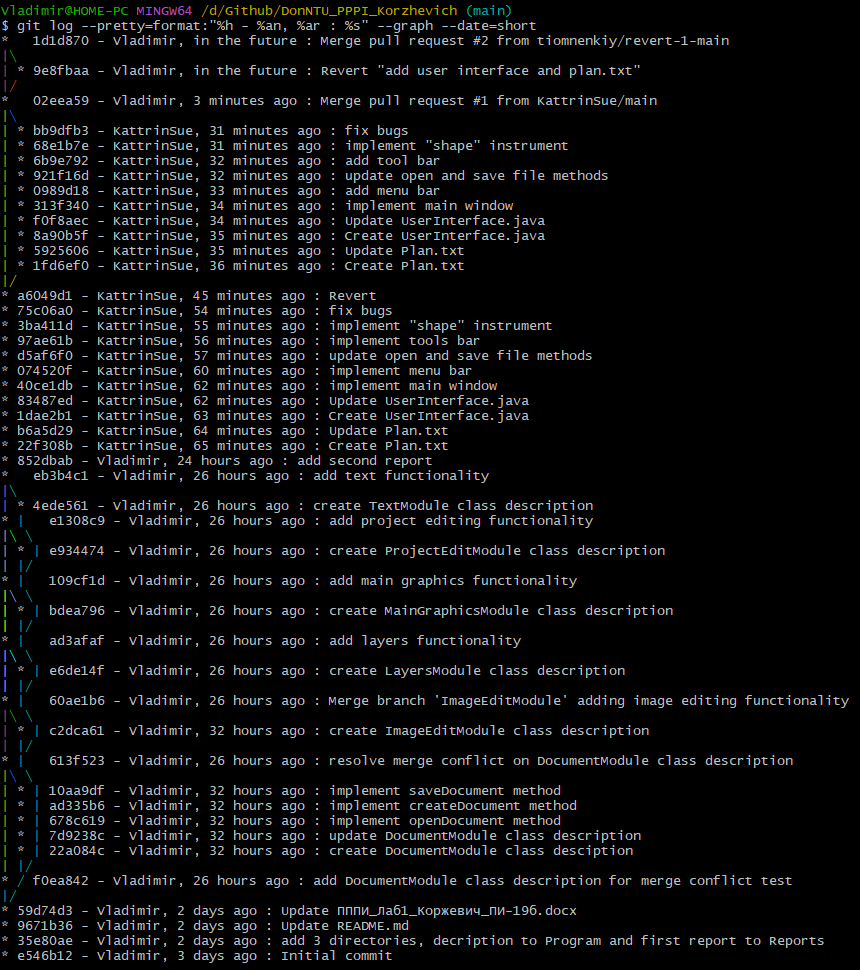 Vladimir@HOME-PC MINGW64 /d/Github/DonNTU_PPPI_Korzhevich (main)
$ git log --pretty=format:"%h - %an, %ar : %s" --graph --date=short
*   1d1d870 - Vladimir, in the future : Merge pull request #2 from tiomnenkiy/revert-1-main
|\
| * 9e8fbaa - Vladimir, in the future : Revert "add user interface and plan.txt"
|/
*   02eea59 - Vladimir, 3 minutes ago : Merge pull request #1 from KattrinSue/main
|\
| * bb9dfb3 - KattrinSue, 31 minutes ago : fix bugs
| * 68e1b7e - KattrinSue, 31 minutes ago : implement "shape" instrument
| * 6b9e792 - KattrinSue, 32 minutes ago : add tool bar
| * 921f16d - KattrinSue, 32 minutes ago : update open and save file methods
| * 0989d18 - KattrinSue, 33 minutes ago : add menu bar
| * 313f340 - KattrinSue, 34 minutes ago : implement main window
| * f0f8aec - KattrinSue, 34 minutes ago : Update UserInterface.java
| * 8a90b5f - KattrinSue, 35 minutes ago : Create UserInterface.java
| * 5925606 - KattrinSue, 35 minutes ago : Update Plan.txt
| * 1fd6ef0 - KattrinSue, 36 minutes ago : Create Plan.txt
|/
* a6049d1 - KattrinSue, 45 minutes ago : Revert
* 75c06a0 - KattrinSue, 54 minutes ago : fix bugs
* 3ba411d - KattrinSue, 55 minutes ago : implement "shape" instrument
* 97ae61b - KattrinSue, 56 minutes ago : implement tools bar
* d5af6f0 - KattrinSue, 57 minutes ago : update open and save file methods
* 074520f - KattrinSue, 60 minutes ago : implement menu bar
* 40ce1db - KattrinSue, 62 minutes ago : implement main window
* 83487ed - KattrinSue, 62 minutes ago : Update UserInterface.java
* 1dae2b1 - KattrinSue, 63 minutes ago : Create UserInterface.java
* b6a5d29 - KattrinSue, 64 minutes ago : Update Plan.txt
* 22f308b - KattrinSue, 65 minutes ago : Create Plan.txt
* 852dbab - Vladimir, 24 hours ago : add second report
*   eb3b4c1 - Vladimir, 26 hours ago : add text functionality
|\
| * 4ede561 - Vladimir, 26 hours ago : create TextModule class description
* |   e1308c9 - Vladimir, 26 hours ago : add project editing functionality
|\ \
| * | e934474 - Vladimir, 26 hours ago : create ProjectEditModule class description
| |/
* |   109cf1d - Vladimir, 26 hours ago : add main graphics functionality
|\ \
| * | bdea796 - Vladimir, 26 hours ago : create MainGraphicsModule class description
| |/
* |   ad3afaf - Vladimir, 26 hours ago : add layers functionality
|\ \
| * | e6de14f - Vladimir, 26 hours ago : create LayersModule class description
| |/
* |   60ae1b6 - Vladimir, 26 hours ago : Merge branch 'ImageEditModule' adding image editing functionality
|\ \
| * | c2dca61 - Vladimir, 32 hours ago : create ImageEditModule class description
| |/
* |   613f523 - Vladimir, 26 hours ago : resolve merge conflict on DocumentModule class description
|\ \
| * | 10aa9df - Vladimir, 32 hours ago : implement saveDocument method
| * | ad335b6 - Vladimir, 32 hours ago : implement createDocument method
| * | 678c619 - Vladimir, 32 hours ago : implement openDocument method
| * | 7d9238c - Vladimir, 32 hours ago : update DocumentModule class description
| * | 22a084c - Vladimir, 32 hours ago : create DocumentModule class desciption
| |/
* / f0ea842 - Vladimir, 26 hours ago : add DocumentModule class description for merge conflict test
|/
* 59d74d3 - Vladimir, 2 days ago : Update ПППИ_Лаб1_Коржевич_ПИ-19б.docx
* 9671b36 - Vladimir, 2 days ago : Update README.md
* 35e80ae - Vladimir, 2 days ago : add 3 directories, decription to Program and first report to Reports
* e546b12 - Vladimir, 3 days ago : Initial commit